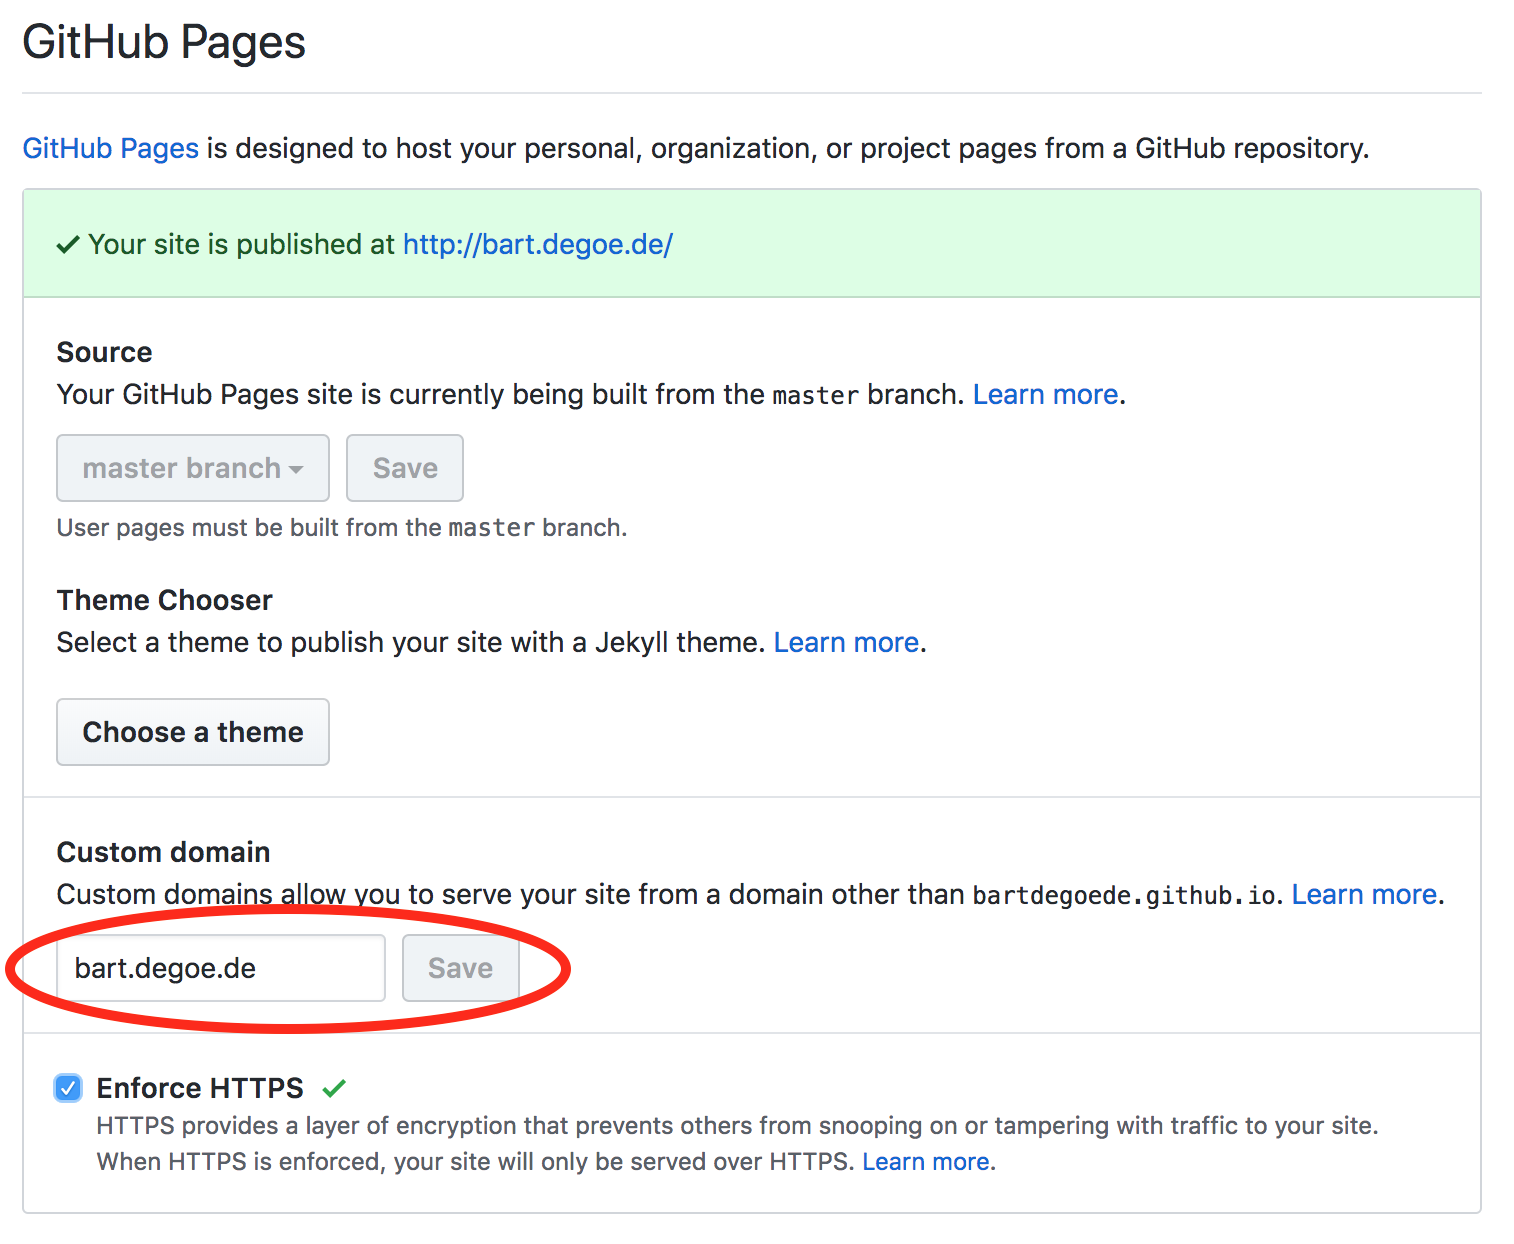 GitHub Pages
GitHub Pages is designed to host your personal, organization, or project pages from a GitHub repository.
Your site is published at http://bart.degoe.de/
Source
Your GitHub Pages site is currently being built from the master branch. Learn more.
master branch Save
User pages must be built from the master branch.
Theme Chooser
Select a theme to publish your site with a Jekyll theme. Learn more.
Choose a theme
Custom domain
Custom domains allow you to serve your site from a domain other than bartdegoede.github.io. Learn more.
bart.degoe.de Save
Enforce HTTPS
HTTPS provides a layer of encryption that prevents others from snooping on or tampering with traffic to your site.
When HTTPS is enforced, your site will only be served over HTTPS. Learn more.